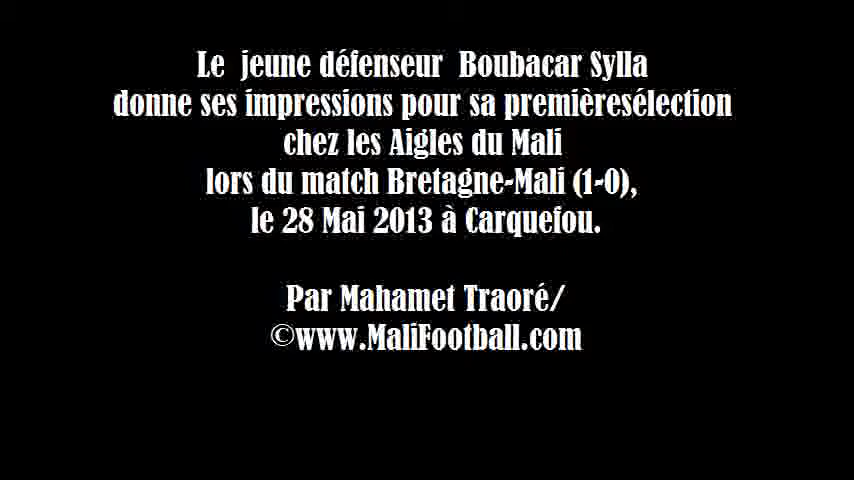 Le jeune défenseur Boubacar Sylla
donne ses impressions pour sa premièresélection
chez les Aigles du Mali
lors du match Bretagne-Mali (1-0),
le 28 Mai 2013 à Carquefou.
Par Mahamet Traoré/
©www.MaliFootball.com